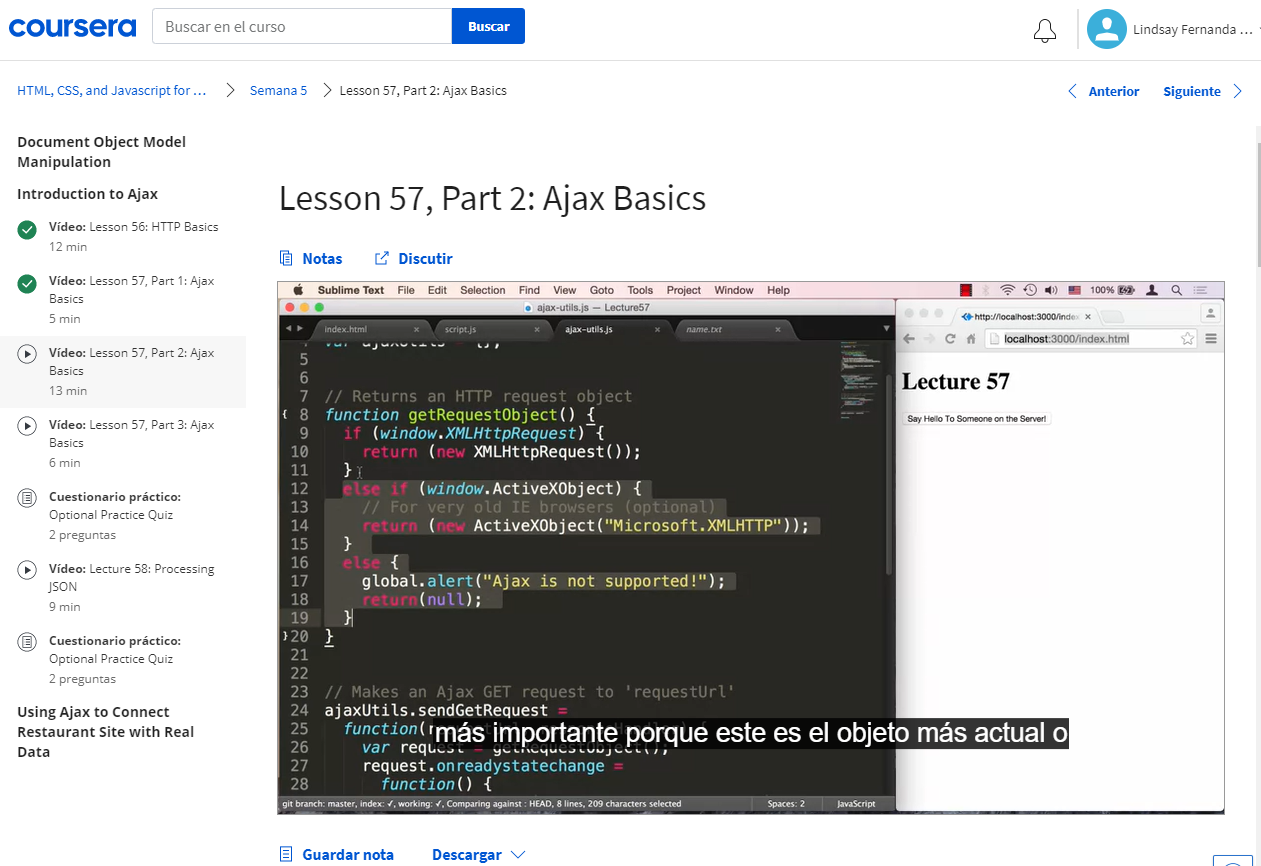 coursera
Buscar en el curso
Buscar
Lindsay Fernanda ...
HTML, CSS, and Javascript for ...
Semana 5
Lesson 57, Part 2: Ajax Basics
Anterior
Siguiente
Document Object Model
Manipulation
Introduction to Ajax
Vídeo: Lesson 56: HTTP Basics
12 min
Vídeo: Lesson 57, Part 1: Ajax
Basics
5 min
Vídeo: Lesson 57, Part 2: Ajax
Basics
13 min
Vídeo: Lesson 57, Part 3: Ajax
Basics
6 min
Cuestionario práctico:
Optional Practice Quiz
2 preguntas
Vídeo: Lecture 58: Processing
JSON
9 min
Cuestionario práctico:
Optional Practice Quiz
2 preguntas
Using Ajax to Connect
Restaurant Site with Real
Data
Lesson 57, Part 2: Ajax Basics
Notas
Discutir
Sublime Text File Edit Selection Find View Goto Tools Project Window Help
100%
ajax-utils.js — Lecture57
index.html
script.js
ajax-utils.js
name.txt
var ajaxUtils = {};
5
6
7 // Returns an HTTP request object
8 function getRequestObject() {
9 if (window.XMLHttpRequest) {
10 return (new XMLHttpRequest());
11 }
12 else if (window.ActiveXObject) {
13 // For very old IE browsers (optional)
14 return (new ActiveXObject("Microsoft.XMLHTTP"));
15 }
16 else {
17 global.alert("Ajax is not supported!");
18 return(null);
19 }
20 }
21
22
23 // Makes an Ajax GET request to 'requestUrl'
24 ajaxUtils.sendGetRequest =
25 function(
26 var request = getRequestObject();
27 request.onreadystatechange =
28 function() {
más importante porque este es el objeto más actual o
git branch: master, index: ✓, working: ✓, Comparing against : HEAD, 8 lines, 209 characters selected
Spaces: 2
JavaScript
http://localhost:3000/index
localhost:3000/index.html
Lecture 57
Say Hello To Someone on the Server!
Guardar nota
Descargar